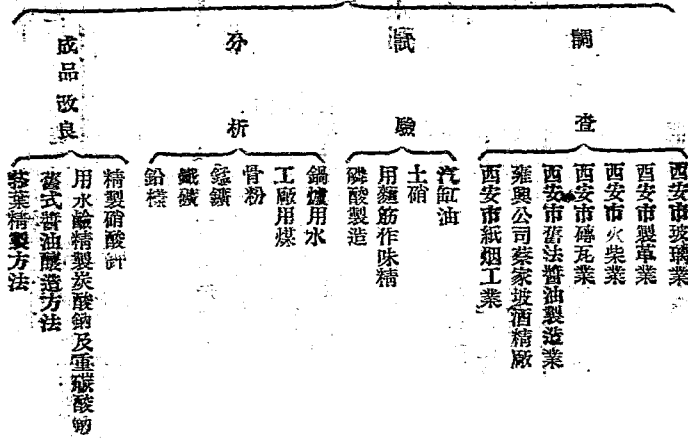 調查
西安市玻璃業
西安市製革業
西安市火柴業
西安市磚瓦業
西安市舊法醬油製造業
雍興公司蔡家坡酒精廠
西安市紙烟工業
試驗
汽缸油
土硝
用麵筋作味精
磷酸製造
分析
鍋爐用水
工廠用煤
骨粉
錳鑛
鐵礦
鉛
成品改良
精製硝酸鉀
用水鹼精製炭酸鈉及重碳酸鈉
舊式醬油釀造方法
葉精製方法